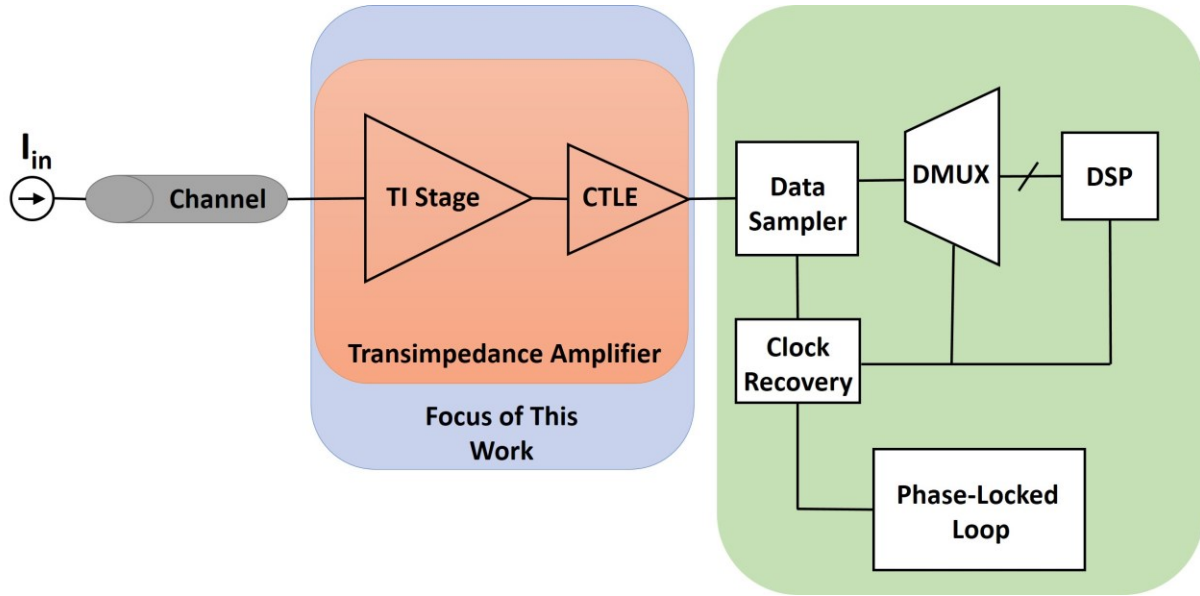 I_in
Channel
TI Stage
CTLE
Transimpedance Amplifier
Focus of This
Work
Data
Sampler
DMUX
DSP
Clock
Recovery
Phase-Locked
Loop